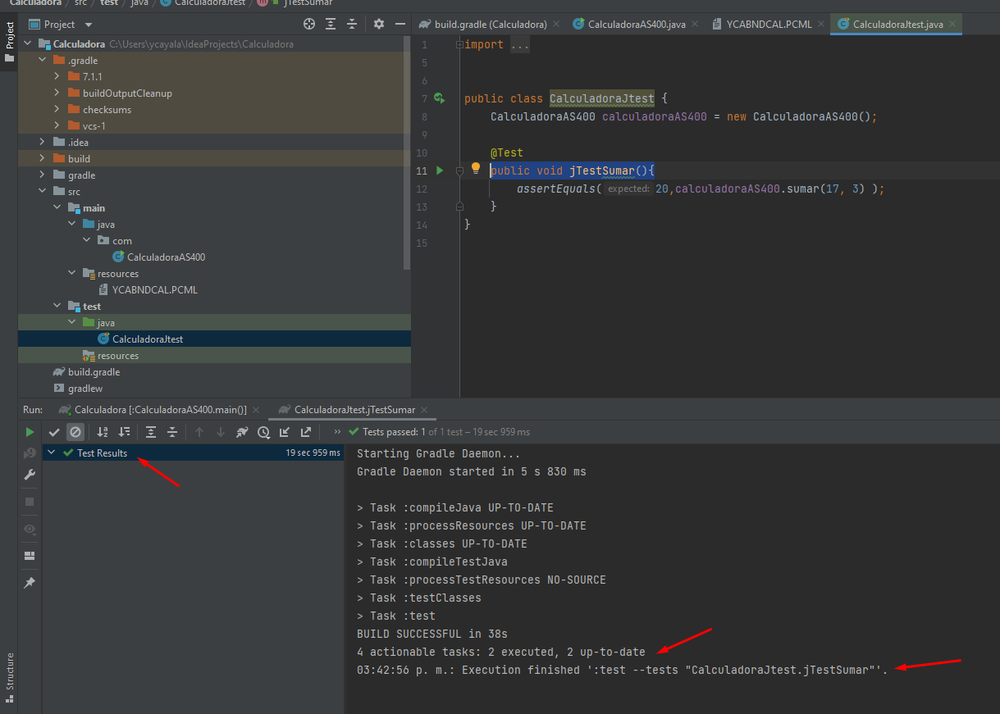 Calculadora / src / test / java / CalculadoraJtest / jTestSumar
Project
build.gradle (Calculadora)
CalculadoraAS400.java
YCABNDCAL.PCML
CalculadoraJtest.java
Project
Structure
Calculadora C:\Users\ycayala\IdeaProjects\Calculadora
.gradle
7.1.1
buildOutputCleanup
checksums
vcs-1
.idea
build
gradle
src
main
java
com
CalculadoraAS400
resources
YCABNDCAL.PCML
test
java
CalculadoraJtest
resources
build.gradle
gradlew
1 import ...
5
6
7 public class CalculadoraJtest {
8 CalculadoraAS400 calculadoraAS400 = new CalculadoraAS400();
9
10 @Test
11 public void jTestSumar(){
12 assertEquals( expected: 20,calculadoraAS400.sumar(17, 3) );
13 }
14 }
15
Run: Calculadora [:CalculadoraAS400.main()] CalculadoraJtest.jTestSumar
Tests passed: 1 of 1 test – 19 sec 959 ms
Test Results 19 sec 959 ms
Starting Gradle Daemon...
Gradle Daemon started in 5 s 830 ms
> Task :compileJava UP-TO-DATE
> Task :processResources UP-TO-DATE
> Task :classes UP-TO-DATE
> Task :compileTestJava
> Task :processTestResources NO-SOURCE
> Task :testClasses
> Task :test
BUILD SUCCESSFUL in 38s
4 actionable tasks: 2 executed, 2 up-to-date
03:42:56 p. m.: Execution finished ':test --tests "CalculadoraJtest.jTestSumar"'.